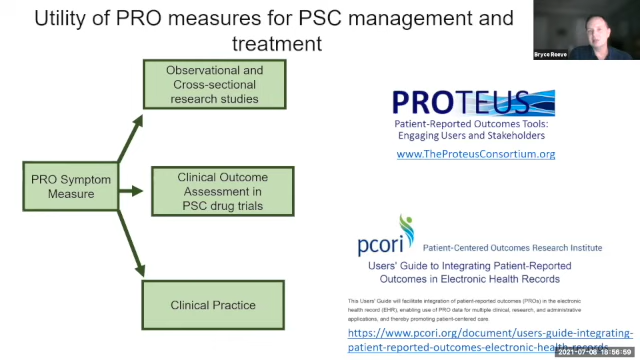 Utility of PRO measures for PSC management and
treatment
Bryce Reeve
Observational and
Cross-sectional
research studies
PRO Symptom
Measure
Clinical Outcome
Assessment in
PSC drug trials
Clinical Practice
PROTEUS
Patient-Reported Outcomes Tools:
Engaging Users and Stakeholders
www.TheProteusConsortium.org
pcori
Patient-Centered Outcomes Research Institute
Users' Guide to Integrating Patient-Reported
Outcomes in Electronic Health Records
This Users' Guide will facilitate integration of patient-reported outcomes (PROs) in the electronic
health record (EHR), enabling use of PRO data for multiple clinical, research, and administrative
applications, and thereby promoting patient-centered care.
https://www.pcori.org/document/users-guide-integrating-
patient-reported-outcomes-electronic-health-records
2021-07-08 18:56:59